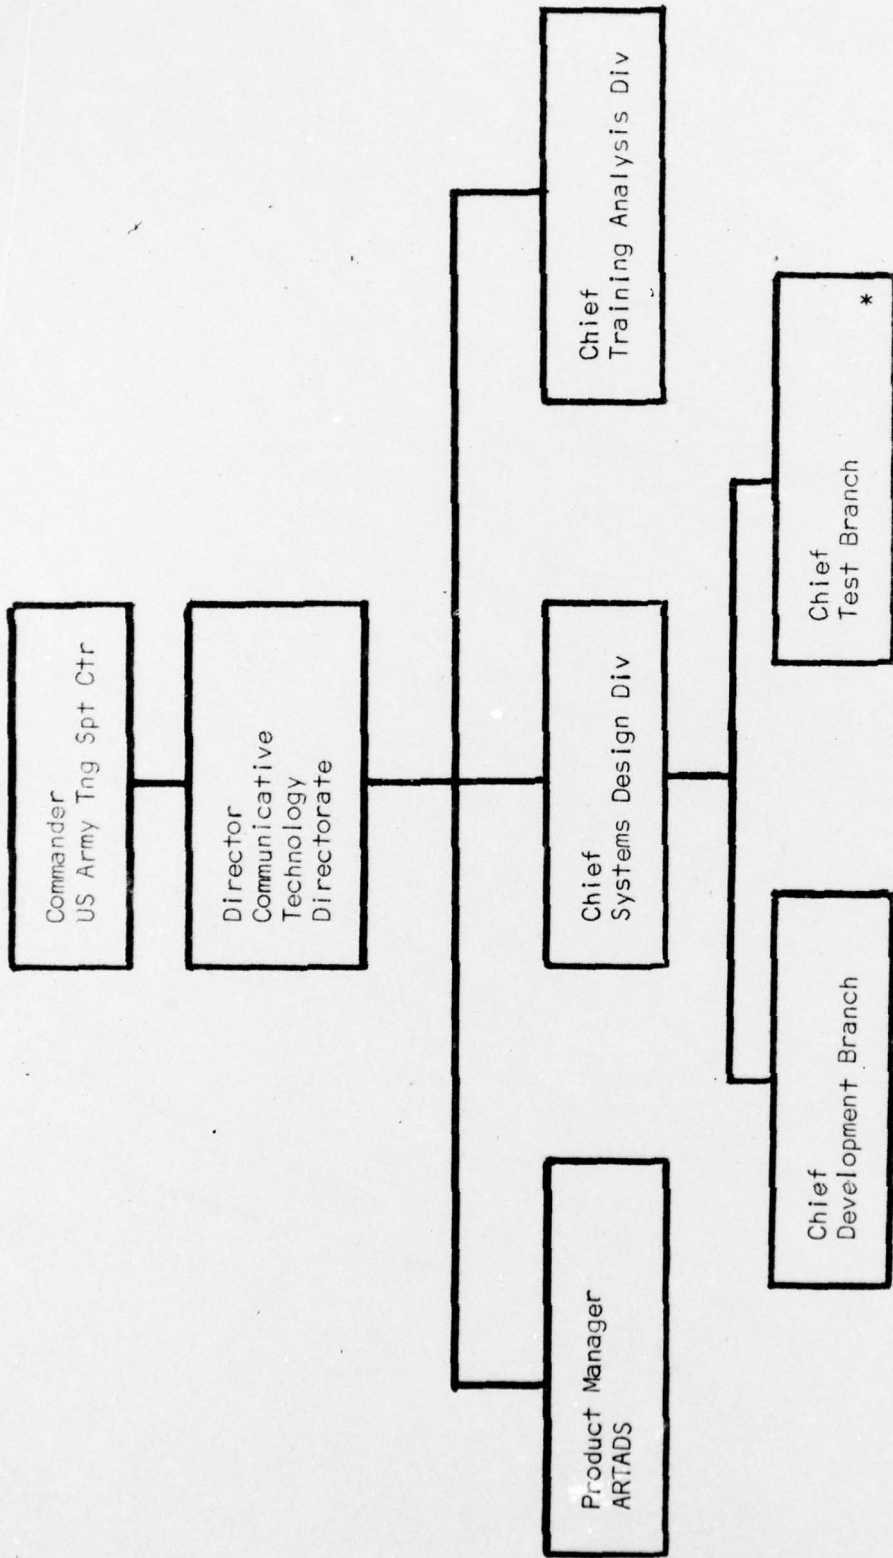 Commander
US Army Tng Spt Ctr
Director
Communicative
Technology
Directorate
Product Manager
ARTADS
Chief
Systems Design Div
Chief
Training Analysis Div
Chief
Development Branch
Chief
Test Branch
*